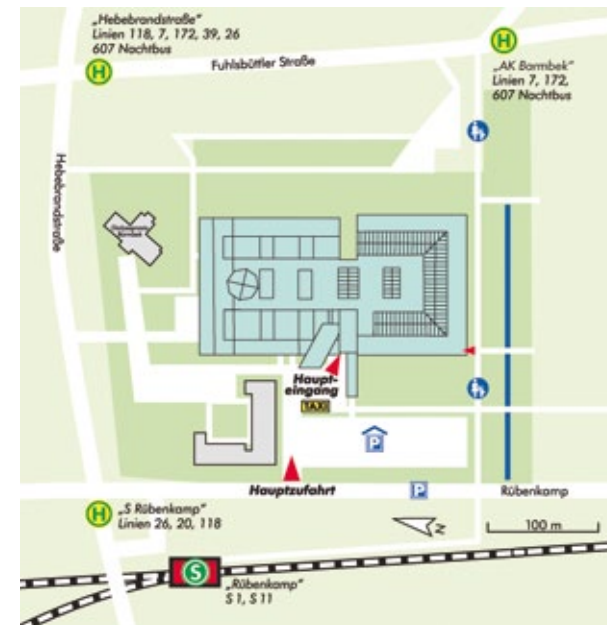 „Hebebrandstraße“
Linien 118, 7, 172, 39, 26
607 Nachtbus
H
Fuhlsbüttler Straße
H
„AK Barmbek“
Linien 7, 172,
607 Nachtbus
Hebebrandstraße
Haupt-
eingang
TAXI
P
Hauptzufahrt
P
Rübenkamp
H
„S Rübenkamp“
Linien 26, 20, 118
N
100 m
S
„Rübenkamp“
S 1, S 11